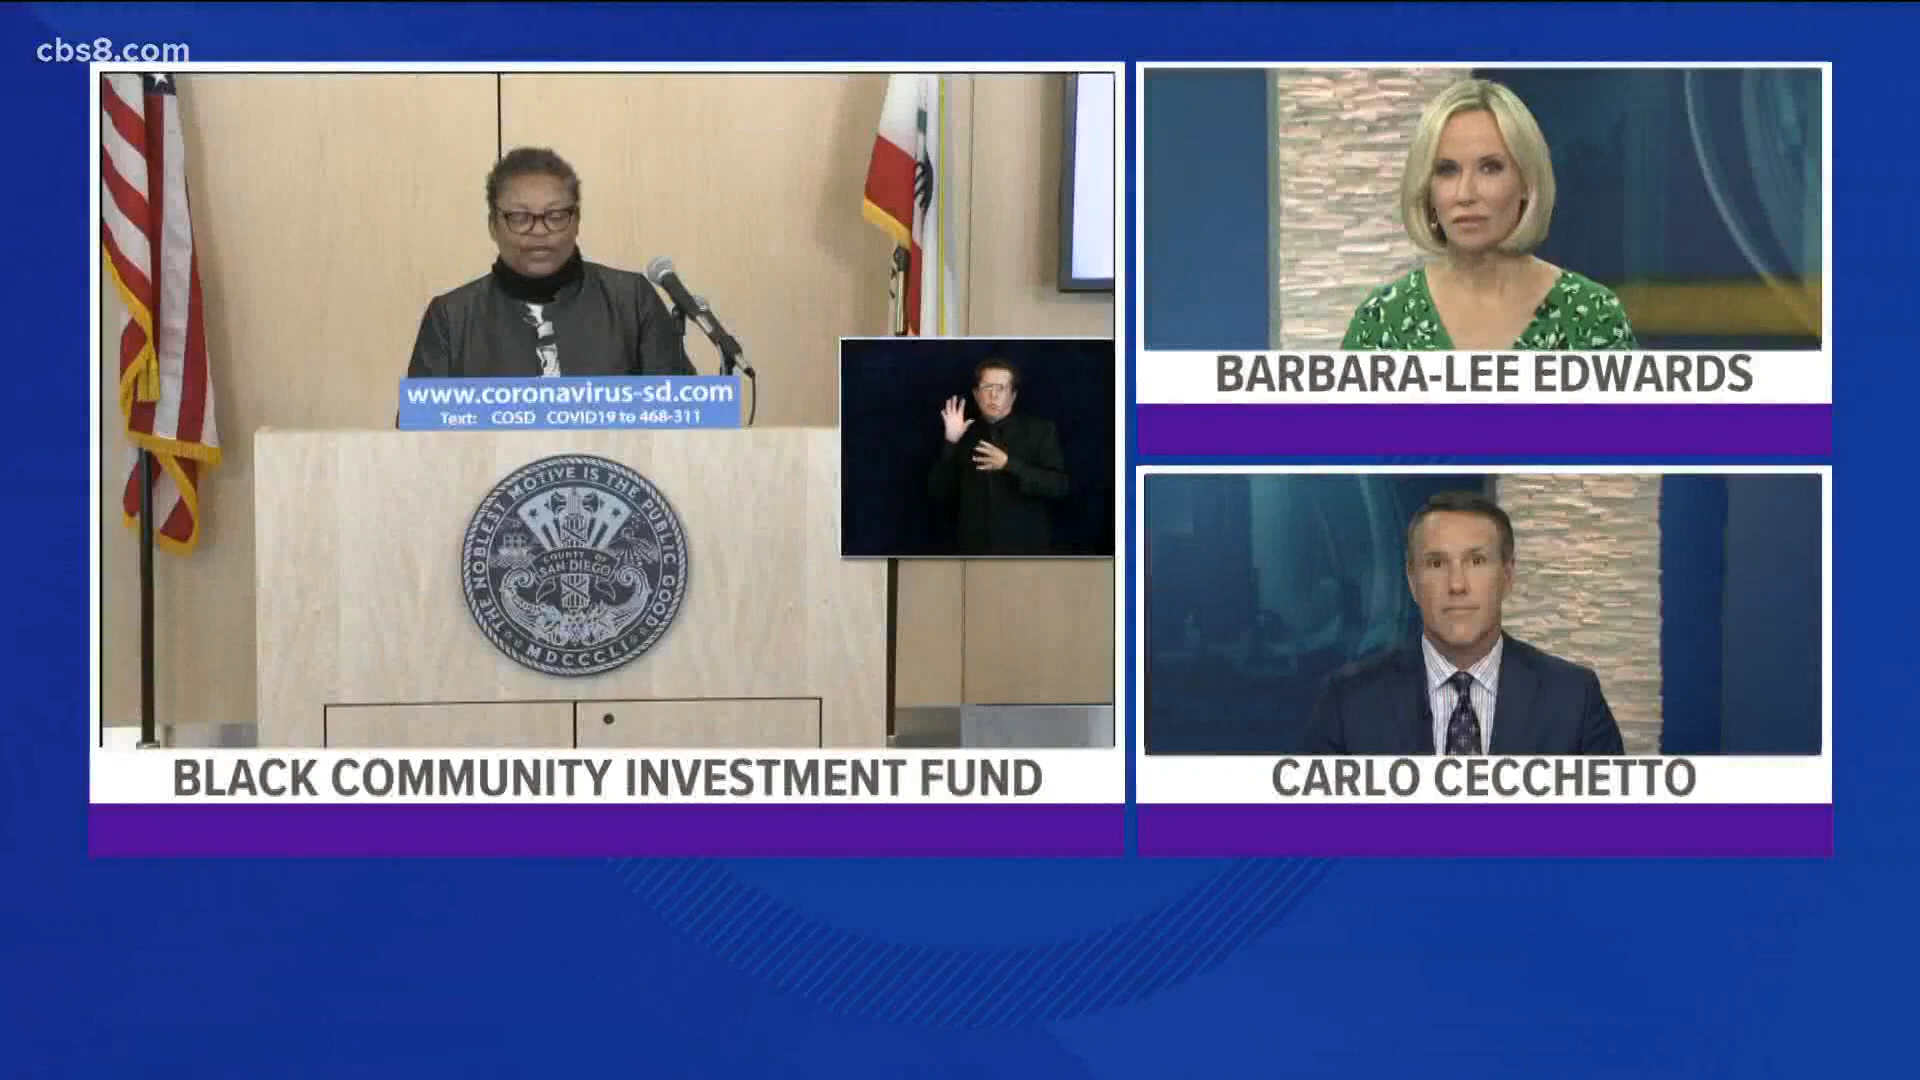 cbs8.com
www.coronavirus-sd.com
Text: COSD COVID19 to 468-311
THE NOBLEST MOTIVE IS THE PUBLIC GOOD
COUNTY OF
SAN DIEGO
MDCCCLI
BLACK COMMUNITY INVESTMENT FUND
BARBARA-LEE EDWARDS
CARLO CECCHETTO